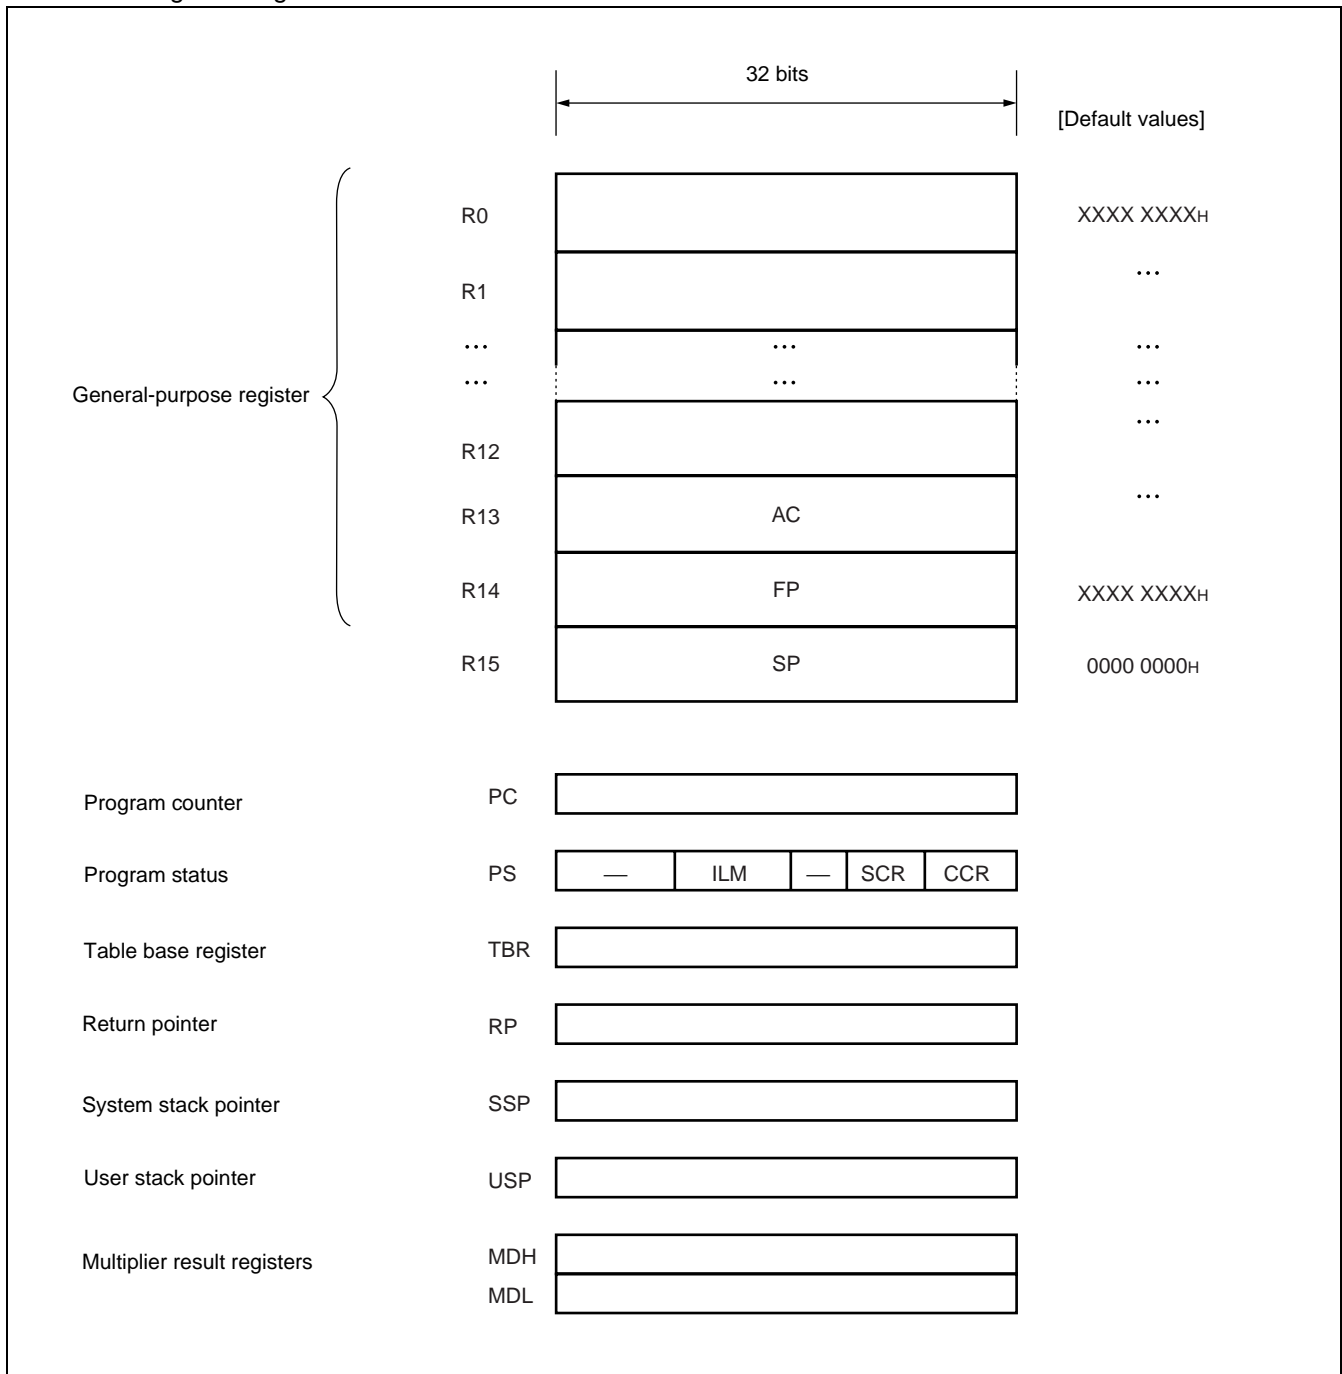 32 bits
[Default values]
R0 XXXX XXXXH
R1 ...
... ... ...
General-purpose register ... ... ...
R12 ...
R13 AC ...
R14 FP XXXX XXXXH
R15 SP 0000 0000H
Program counter PC
Program status PS — ILM — SCR CCR
Table base register TBR
Return pointer RP
System stack pointer SSP
User stack pointer USP
Multiplier result registers MDH
MDL